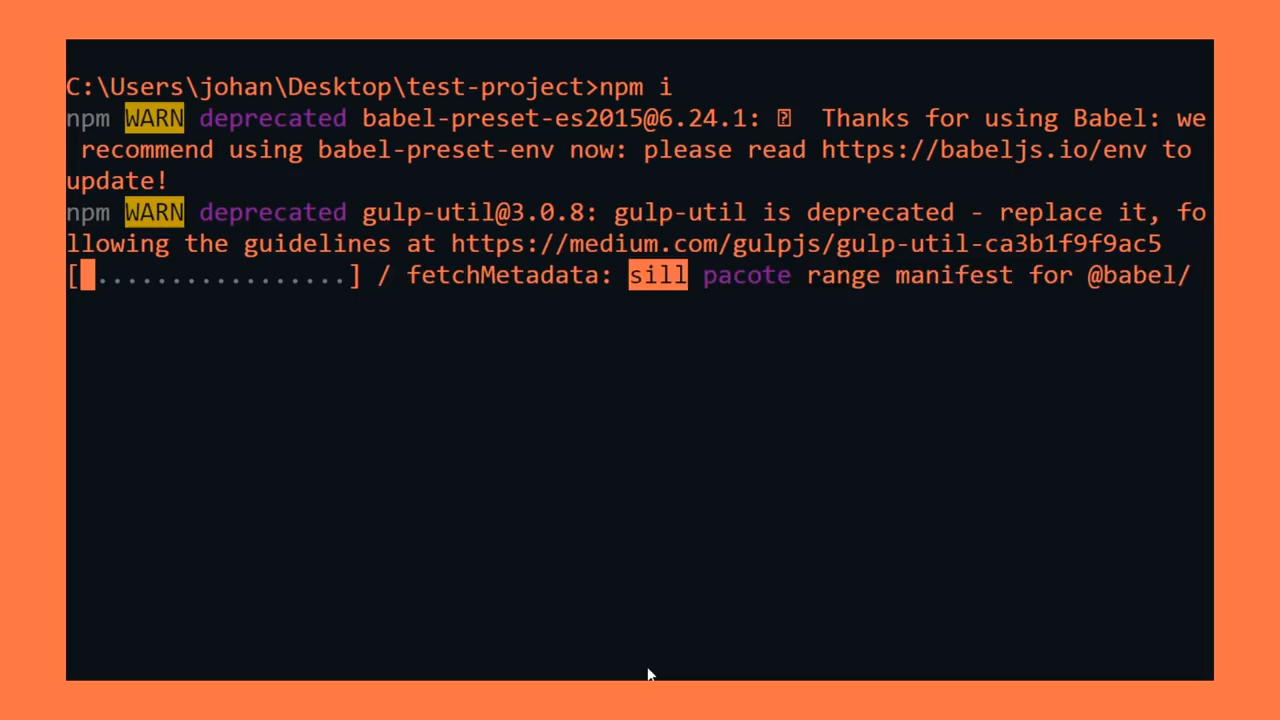 C:\Users\johan\Desktop\test-project>npm i
npm WARN deprecated babel-preset-es2015@6.24.1: �  Thanks for using Babel: we
 recommend using babel-preset-env now: please read https://babeljs.io/env to
update!
npm WARN deprecated gulp-util@3.0.8: gulp-util is deprecated - replace it, fo
llowing the guidelines at https://medium.com/gulpjs/gulp-util-ca3b1f9f9ac5
[█.................] / fetchMetadata: sill pacote range manifest for @babel/